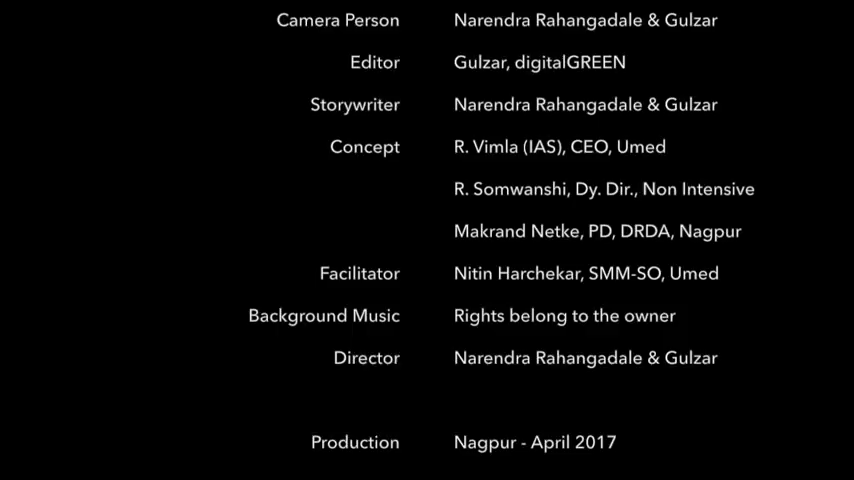 Camera Person Narendra Rahangadale & Gulzar
Editor Gulzar, digitalGREEN
Storywriter Narendra Rahangadale & Gulzar
Concept R. Vimla (IAS), CEO, Umed
R. Somwanshi, Dy. Dir., Non Intensive
Makrand Netke, PD, DRDA, Nagpur
Facilitator Nitin Harchekar, SMM-SO, Umed
Background Music Rights belong to the owner
Director Narendra Rahangadale & Gulzar
Production Nagpur - April 2017